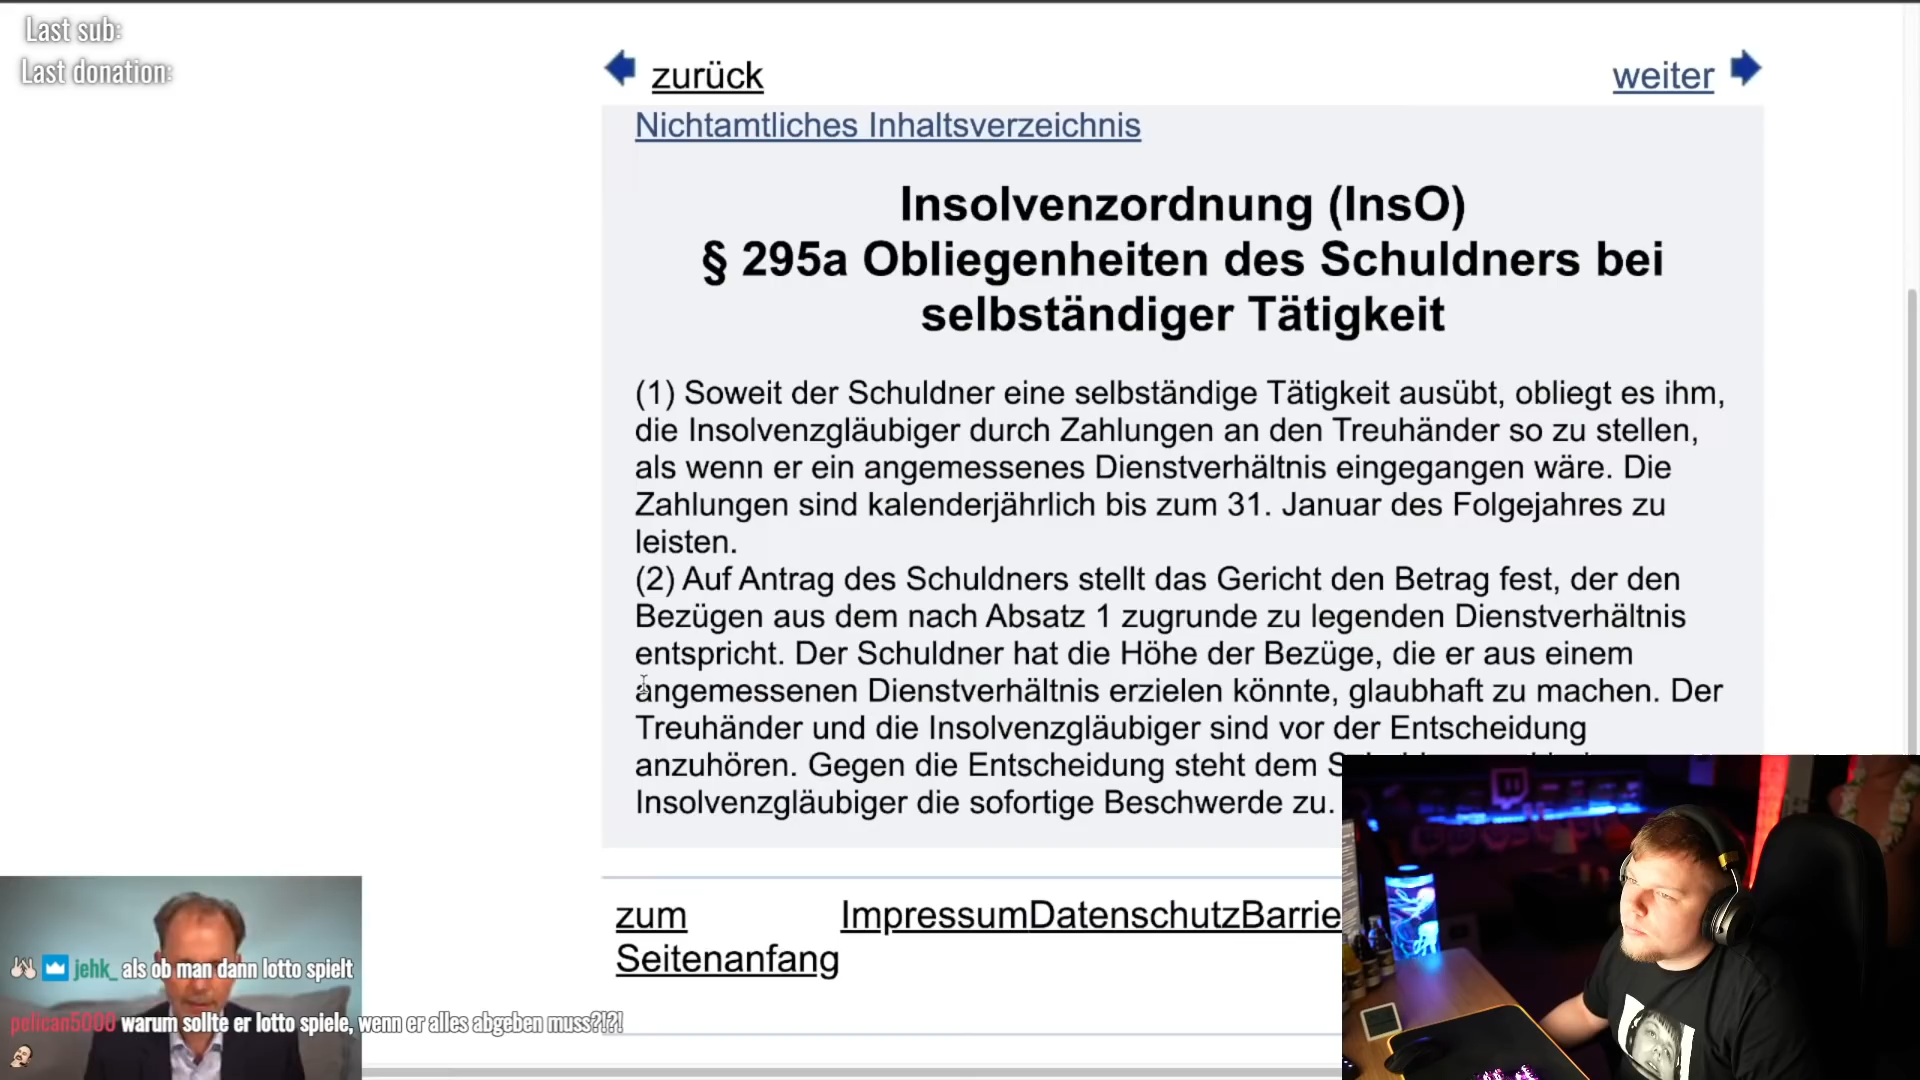 Last sub:
Last donation:
zurück
weiter
Nichtamtliches Inhaltsverzeichnis
Insolvenzordnung (InsO)
§ 295a Obliegenheiten des Schuldners bei
selbständiger Tätigkeit
(1) Soweit der Schuldner eine selbständige Tätigkeit ausübt, obliegt es ihm,
die Insolvenzgläubiger durch Zahlungen an den Treuhänder so zu stellen,
als wenn er ein angemessenes Dienstverhältnis eingegangen wäre. Die
Zahlungen sind kalenderjährlich bis zum 31. Januar des Folgejahres zu
leisten.
(2) Auf Antrag des Schuldners stellt das Gericht den Betrag fest, der den
Bezügen aus dem nach Absatz 1 zugrunde zu legenden Dienstverhältnis
entspricht. Der Schuldner hat die Höhe der Bezüge, die er aus einem
angemessenen Dienstverhältnis erzielen könnte, glaubhaft zu machen. Der
Treuhänder und die Insolvenzgläubiger sind vor der Entscheidung
anzuhören. Gegen die Entscheidung steht dem
Insolvenzgläubiger die sofortige Beschwerde zu.
zum
Seitenanfang
ImpressumDatenschutzBarrie
jehk_ als ob man dann lotto spielt
pelican5000 warum sollte er lotto spiele, wenn er alles abgeben muss?!?!